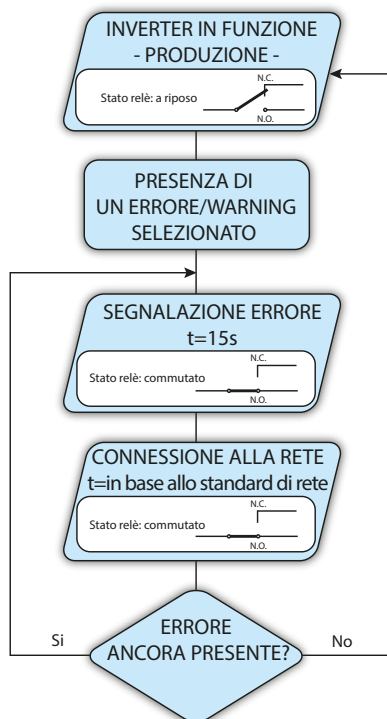 INVERTER IN FUNZIONE
- PRODUZIONE -
N.C.
Stato relè: a riposo
N.O.
PRESENZA DI
UN ERRORE/WARNING
SELEZIONATO
SEGNALAZIONE ERRORE
t=15s
N.C.
Stato relè: commutato
N.O.
CONNESSIONE ALLA RETE
t=in base allo standard di rete
N.C.
Stato relè: commutato
N.O.
ERRORE
ANCORA PRESENTE?
Si
No